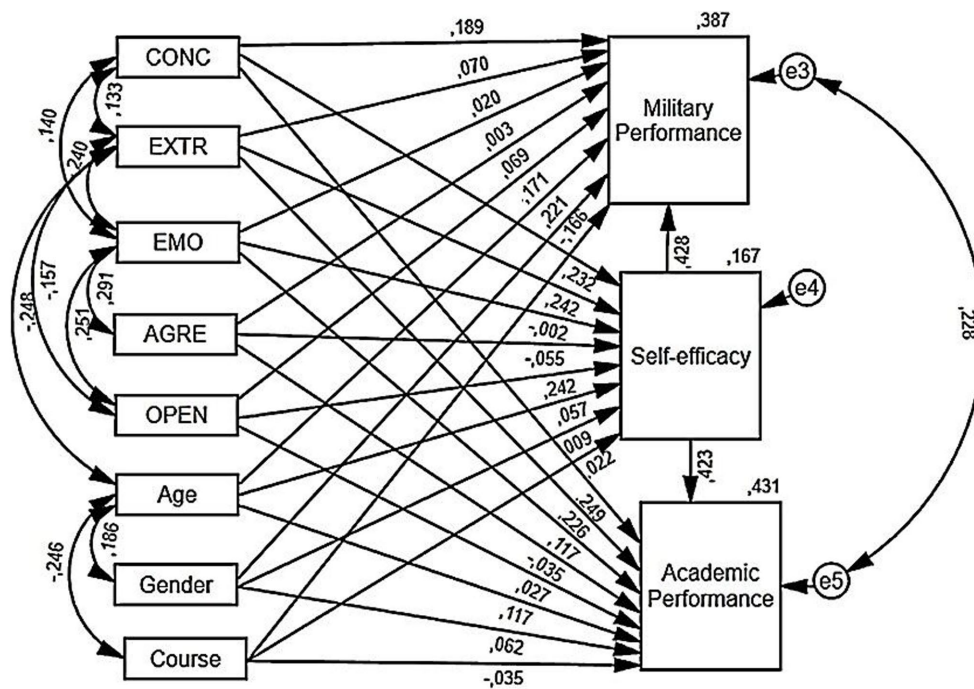 CONC
EXTR
EMO
AGRE
OPEN
Age
Gender
Course
,133
,140
,240
-,157
-,248
,291
,251
,186
-,246
,189
,070
,020
,003
,069
,171
,221
-,166
,232
,242
-,002
-,055
,242
,057
,009
,022
,249
,226
,117
-,035
,027
,117
,062
-,035
,387
Military
Performance
e3
,428
,167
Self-efficacy
e4
,423
,431
Academic
Performance
e5
,228